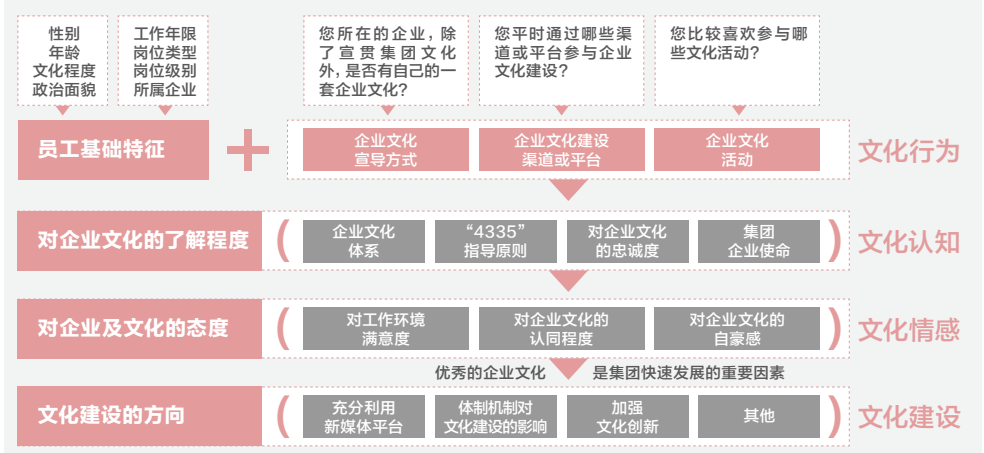 性别
年龄
文化程度
政治面貌
工作年限
岗位类型
岗位级别
所属企业
您所在的企业，除
了宣贯集团文化
外，是否有自己的一
套企业文化？
您平时通过哪些渠
道或平台参与企业
文化建设？
您比较喜欢参与哪
些文化活动？
员工基础特征
+
企业文化
宣导方式
企业文化建设
渠道或平台
企业文化
活动
文化行为
对企业文化的了解程度
(
企业文化
体系
“4335”
指导原则
对企业文化
的忠诚度
集团
企业使命
)
文化认知
对企业及文化的态度
(
对工作环境
满意度
对企业文化的
认同程度
对企业文化的
自豪感
)
文化情感
优秀的企业文化 是集团快速发展的重要因素
文化建设的方向
(
充分利用
新媒体平台
体制机制对
文化建设的影响
加强
文化创新
其他
)
文化建设